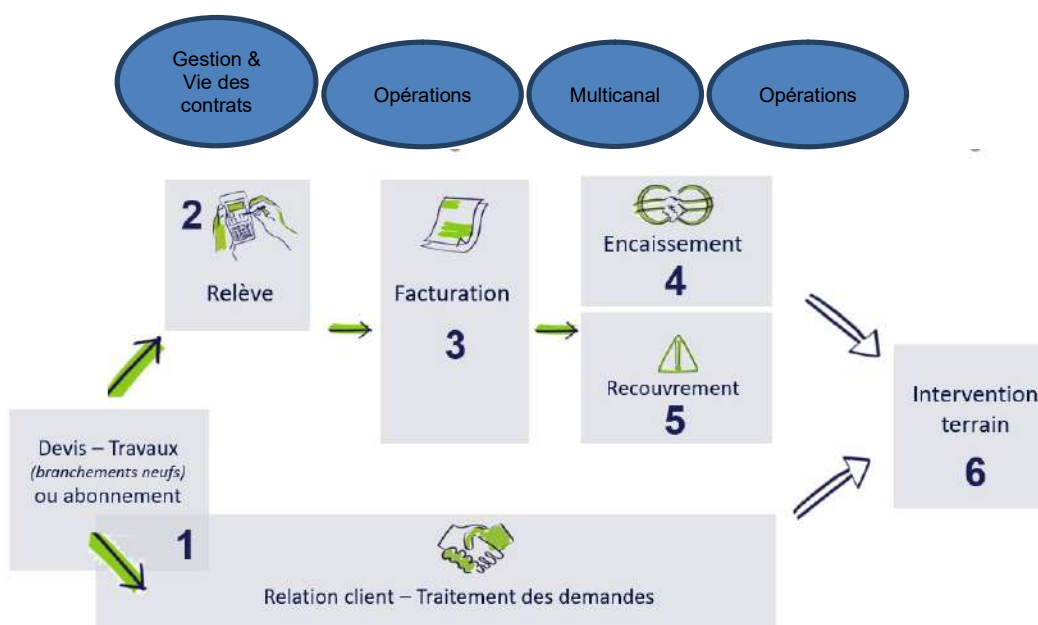 Gestion &
Vie des
contrats
Opérations
Multicanal
Opérations
2
Relève
Facturation
3
Encaissement
4
Recouvrement
5
Intervention
terrain
6
Devis – Travaux
(branchements neufs)
ou abonnement
1
Relation client – Traitement des demandes